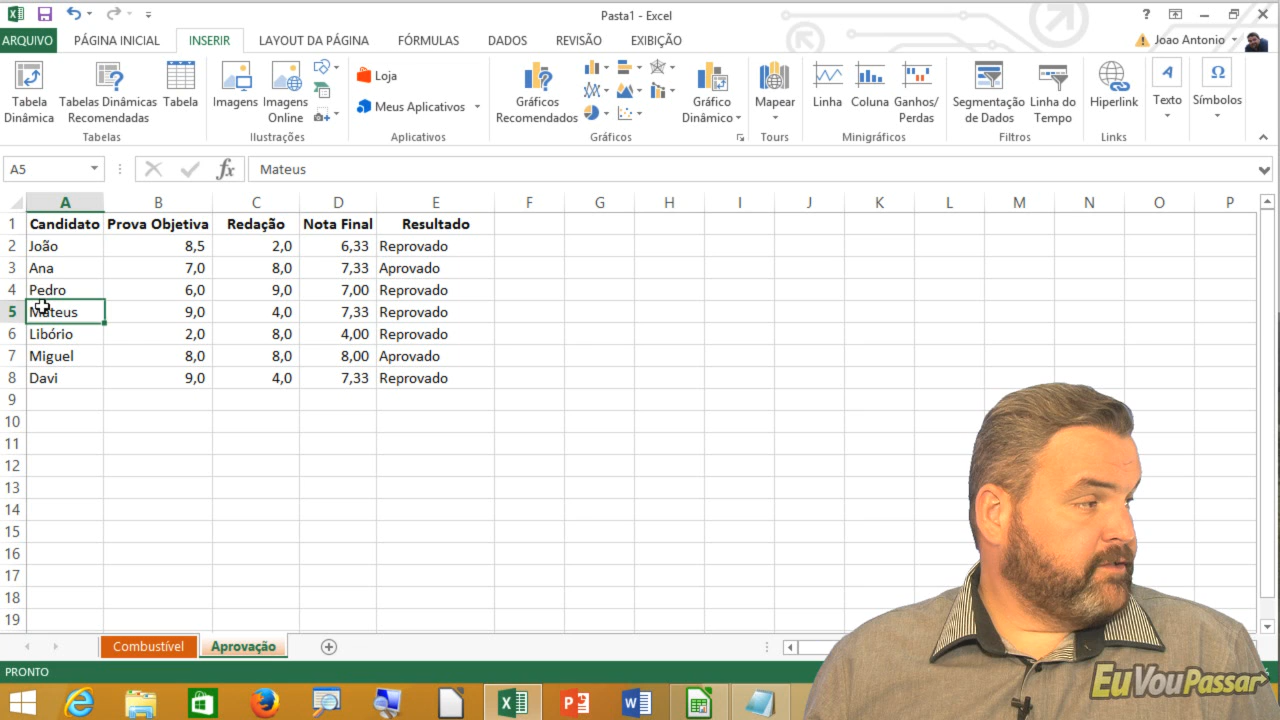 Pasta1 - Excel
?
ARQUIVO PÁGINA INICIAL INSERIR LAYOUT DA PÁGINA FÓRMULAS DADOS REVISÃO EXIBIÇÃO Joao Antonio
Tabela Dinâmica
Tabelas Dinâmicas Recomendadas
Tabela
Imagens
Imagens Online
Loja
Meus Aplicativos
Gráficos Recomendados
Gráfico Dinâmico
Mapear
Linha
Coluna
Ganhos/ Perdas
Segmentação de Dados
Linha do Tempo
Hiperlink
Texto
Símbolos
Tabelas Ilustrações Aplicativos Gráficos Tours Minigráficos Filtros Links
A5 fx Mateus
A B C D E F G H I J K L M N O P
1 Candidato Prova Objetiva Redação Nota Final Resultado
2 João 8,5 2,0 6,33 Reprovado
3 Ana 7,0 8,0 7,33 Aprovado
4 Pedro 6,0 9,0 7,00 Reprovado
5 Mateus 9,0 4,0 7,33 Reprovado
6 Libório 2,0 8,0 4,00 Reprovado
7 Miguel 8,0 8,0 8,00 Aprovado
8 Davi 9,0 4,0 7,33 Reprovado
9
10
11
12
13
14
15
16
17
18
19
Combustível Aprovação
PRONTO
EuVouPassar